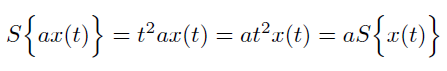 S{ax(t)} = t²ax(t) = at²x(t) = aS{x(t)}